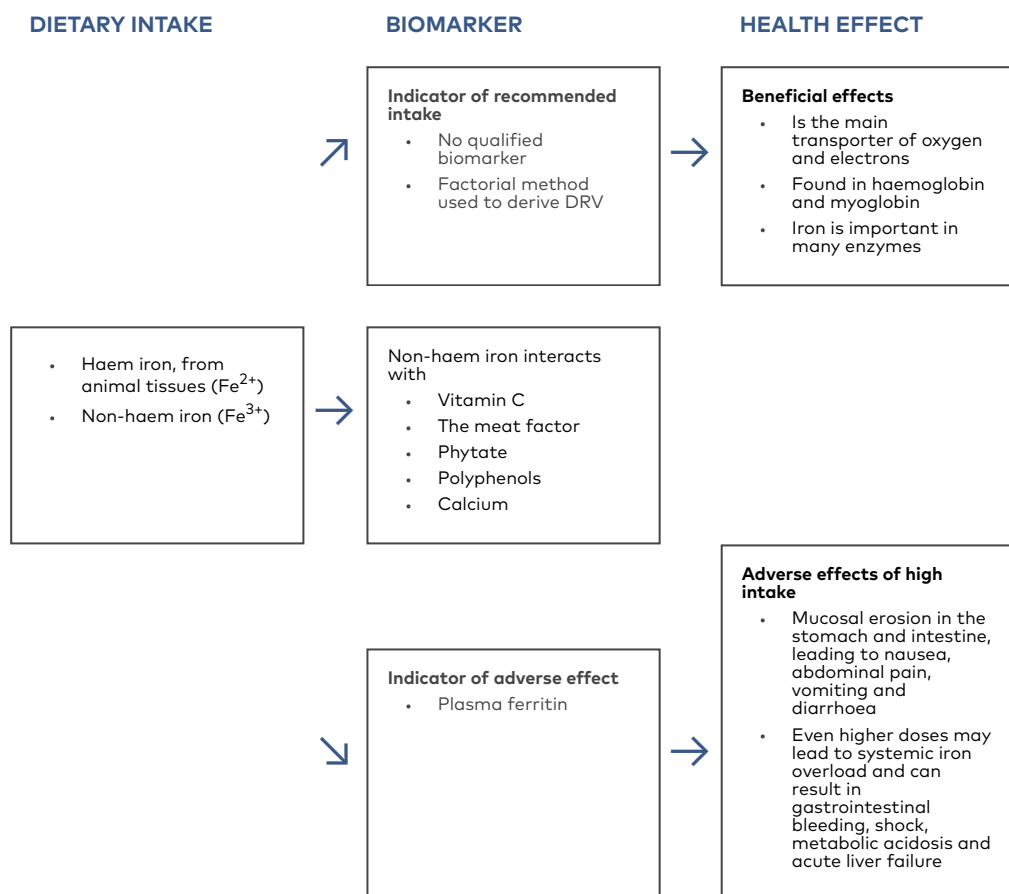 DIETARY INTAKE
BIOMARKER
HEALTH EFFECT
Indicator of recommended
intake
• No qualified
biomarker
• Factorial method
used to derive DRV
Beneficial effects
• Is the main
transporter of oxygen
and electrons
• Found in haemoglobin
and myoglobin
• Iron is important in
many enzymes
• Haem iron, from
animal tissues (Fe²⁺)
• Non-haem iron (Fe³⁺)
Non-haem iron interacts
with
• Vitamin C
• The meat factor
• Phytate
• Polyphenols
• Calcium
Indicator of adverse effect
• Plasma ferritin
Adverse effects of high
intake
• Mucosal erosion in the
stomach and intestine,
leading to nausea,
abdominal pain,
vomiting and
diarrhoea
• Even higher doses may
lead to systemic iron
overload and can
result in
gastrointestinal
bleeding, shock,
metabolic acidosis and
acute liver failure